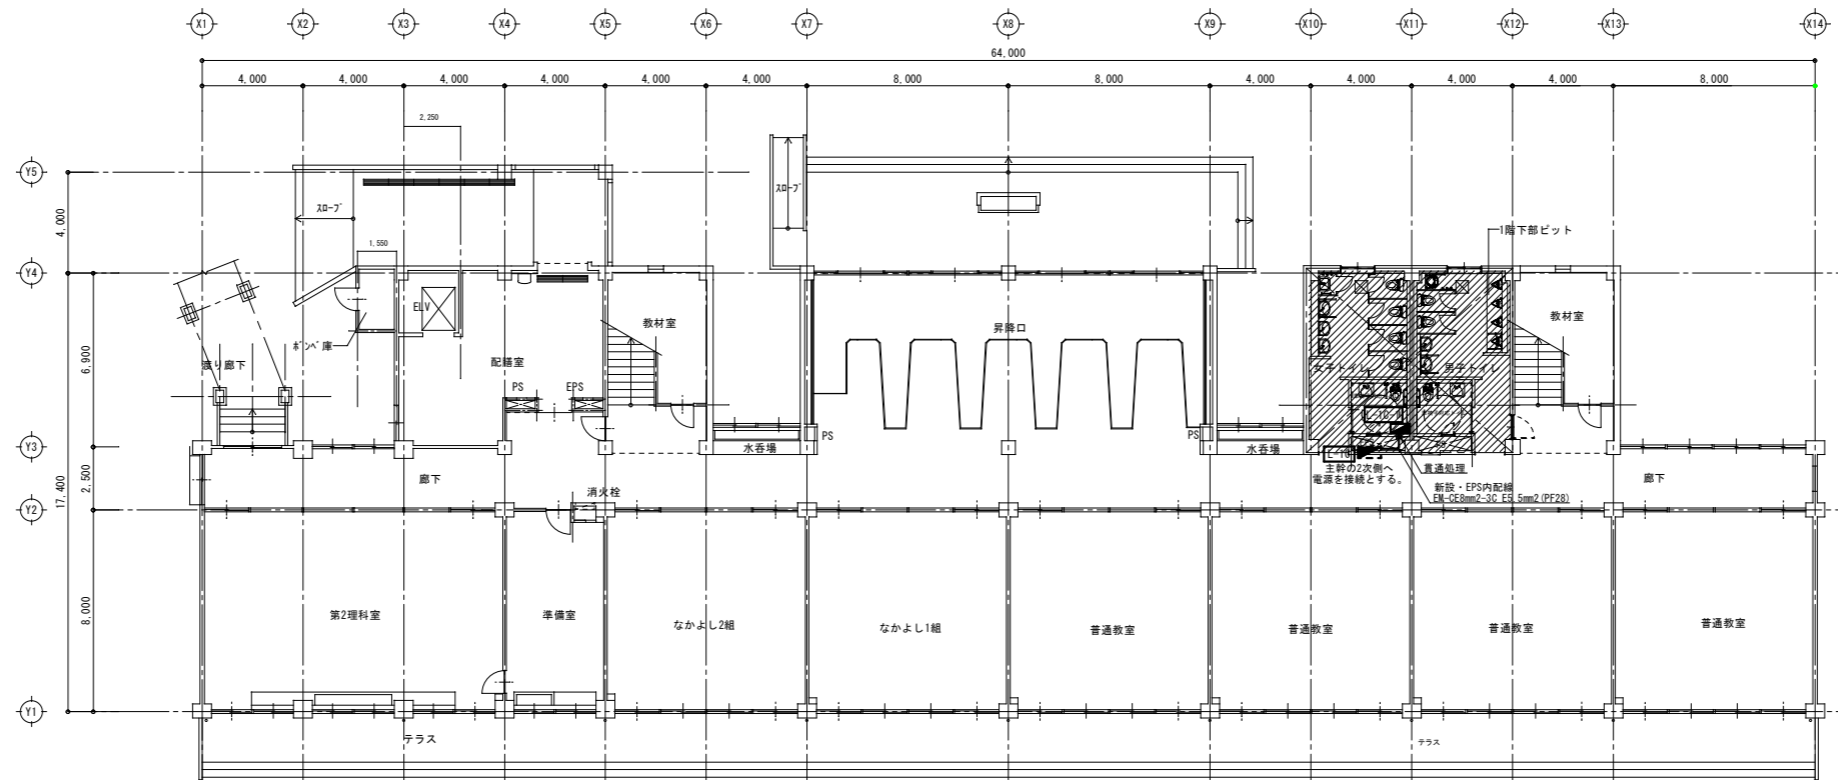 X1 X2 X3 X4 X5 X6 X7 X8 X9 X10 X11 X12 X13 X14
64,000
4,000 4,000 4,000 4,000 4,000 4,000 8,000 8,000 4,000 4,000 4,000 4,000 8,000
2,250
Y5
スロープ
スロープ
4,000
1階下部ピット
1,550
Y4
ELV
教材室
昇降口
教材室
ボンベ庫
6,900
配膳室
渡り廊下
女子トイレ
男子トイレ
PS
EPS
PS
PS
Y3
水呑場
水呑場
主幹の2次側へ
電源を接続とする。
貫通処理
廊下
廊下
2,500
17,400
新設・EPS内配線
EM-CE8mm2-3C E5.5mm2(PF28)
消火栓
Y2
8,000
第2理科室
準備室
なかよし2組
なかよし1組
普通教室
普通教室
普通教室
普通教室
Y1
テラス
テラス